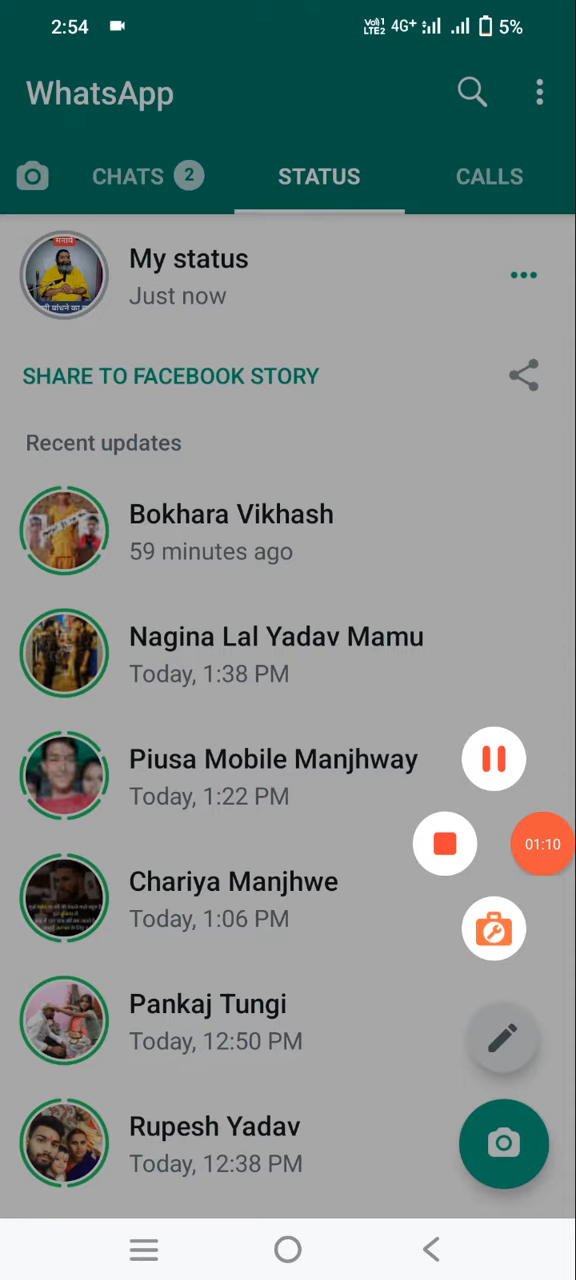 2:54 Vo)) LTE2 4G+ 5%
WhatsApp
CHATS 2 STATUS CALLS
मनाये
My status
Just now
SHARE TO FACEBOOK STORY
Recent updates
Bokhara Vikhash
59 minutes ago
Nagina Lal Yadav Mamu
Today, 1:38 PM
Piusa Mobile Manjhway
Today, 1:22 PM
01:10
Chariya Manjhwe
Today, 1:06 PM
Pankaj Tungi
Today, 12:50 PM
Rupesh Yadav
Today, 12:38 PM